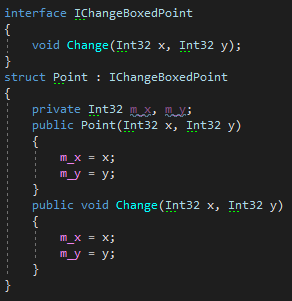 interface IChangeBoxedPoint
{
void Change(Int32 x, Int32 y);
}
struct Point : IChangeBoxedPoint
{
private Int32 m_x, m_y;
public Point(Int32 x, Int32 y)
{
m_x = x;
m_y = y;
}
public void Change(Int32 x, Int32 y)
{
m_x = x;
m_y = y;
}
}